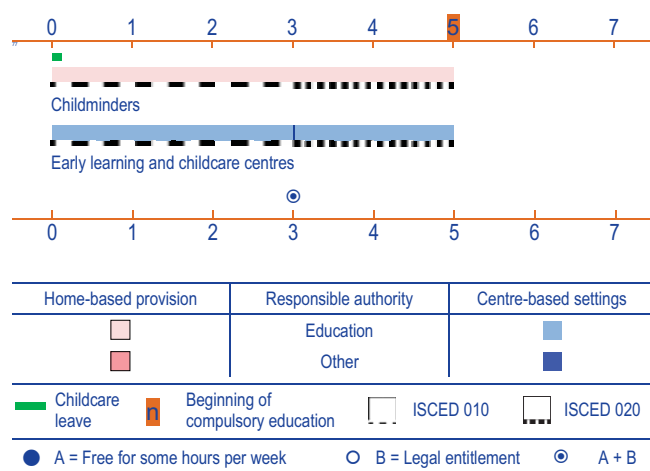 0 1 2 3 4 5 6 7
Childminders
Early learning and childcare centres
0 1 2 3 4 5 6 7
Home-based provision Responsible authority Centre-based settings
Education
Other
Childcare leave
n Beginning of compulsory education
ISCED 010
ISCED 020
A = Free for some hours per week B = Legal entitlement A + B